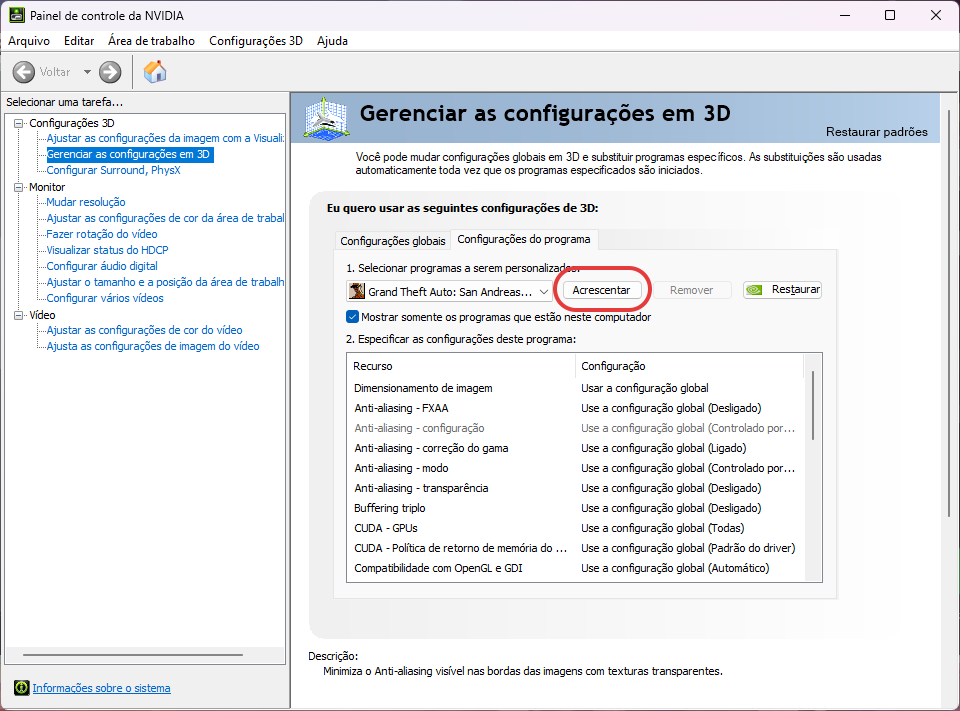 Painel de controle da NVIDIA
Arquivo Editar Área de trabalho Configurações 3D Ajuda
Voltar
Selecionar uma tarefa...
Configurações 3D
Ajustar as configurações da imagem com a Visuali
Gerenciar as configurações em 3D
Configurar Surround, PhysX
Monitor
Mudar resolução
Ajustar as configurações de cor da área de trabal
Fazer rotação do vídeo
Visualizar status do HDCP
Configurar áudio digital
Ajustar o tamanho e a posição da área de trabalh
Configurar vários vídeos
Vídeo
Ajustar as configurações de cor do vídeo
Ajusta as configurações de imagem do vídeo
Informações sobre o sistema
Gerenciar as configurações em 3D
Restaurar padrões
Você pode mudar configurações globais em 3D e substituir programas específicos. As substituições são usadas
automaticamente toda vez que os programas especificados são iniciados.
Eu quero usar as seguintes configurações de 3D:
Configurações globais Configurações do programa
1. Selecionar programas a serem personalizados:
Grand Theft Auto: San Andreas... Acrescentar Remover Restaurar
Mostrar somente os programas que estão neste computador
2. Especificar as configurações deste programa:
Recurso Configuração
Dimensionamento de imagem Usar a configuração global
Anti-aliasing - FXAA Use a configuração global (Desligado)
Anti-aliasing - configuração Use a configuração global (Controlado por...
Anti-aliasing - correção do gama Use a configuração global (Ligado)
Anti-aliasing - modo Use a configuração global (Controlado por...
Anti-aliasing - transparência Use a configuração global (Desligado)
Buffering triplo Use a configuração global (Desligado)
CUDA - GPUs Use a configuração global (Todas)
CUDA - Política de retorno de memória do ... Use a configuração global (Padrão do driver)
Compatibilidade com OpenGL e GDI Use a configuração global (Automático)
Descrição:
Minimiza o Anti-aliasing visível nas bordas das imagens com texturas transparentes.